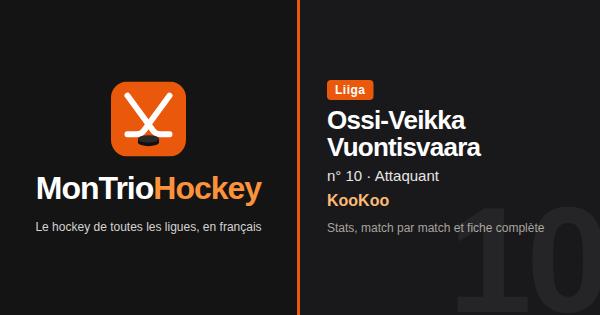 MonTrioHockey
Le hockey de toutes les ligues, en français
Liiga
Ossi-Veikka
Vuontisvaara
n° 10 · Attaquant
KooKoo
Stats, match par match et fiche complète
10